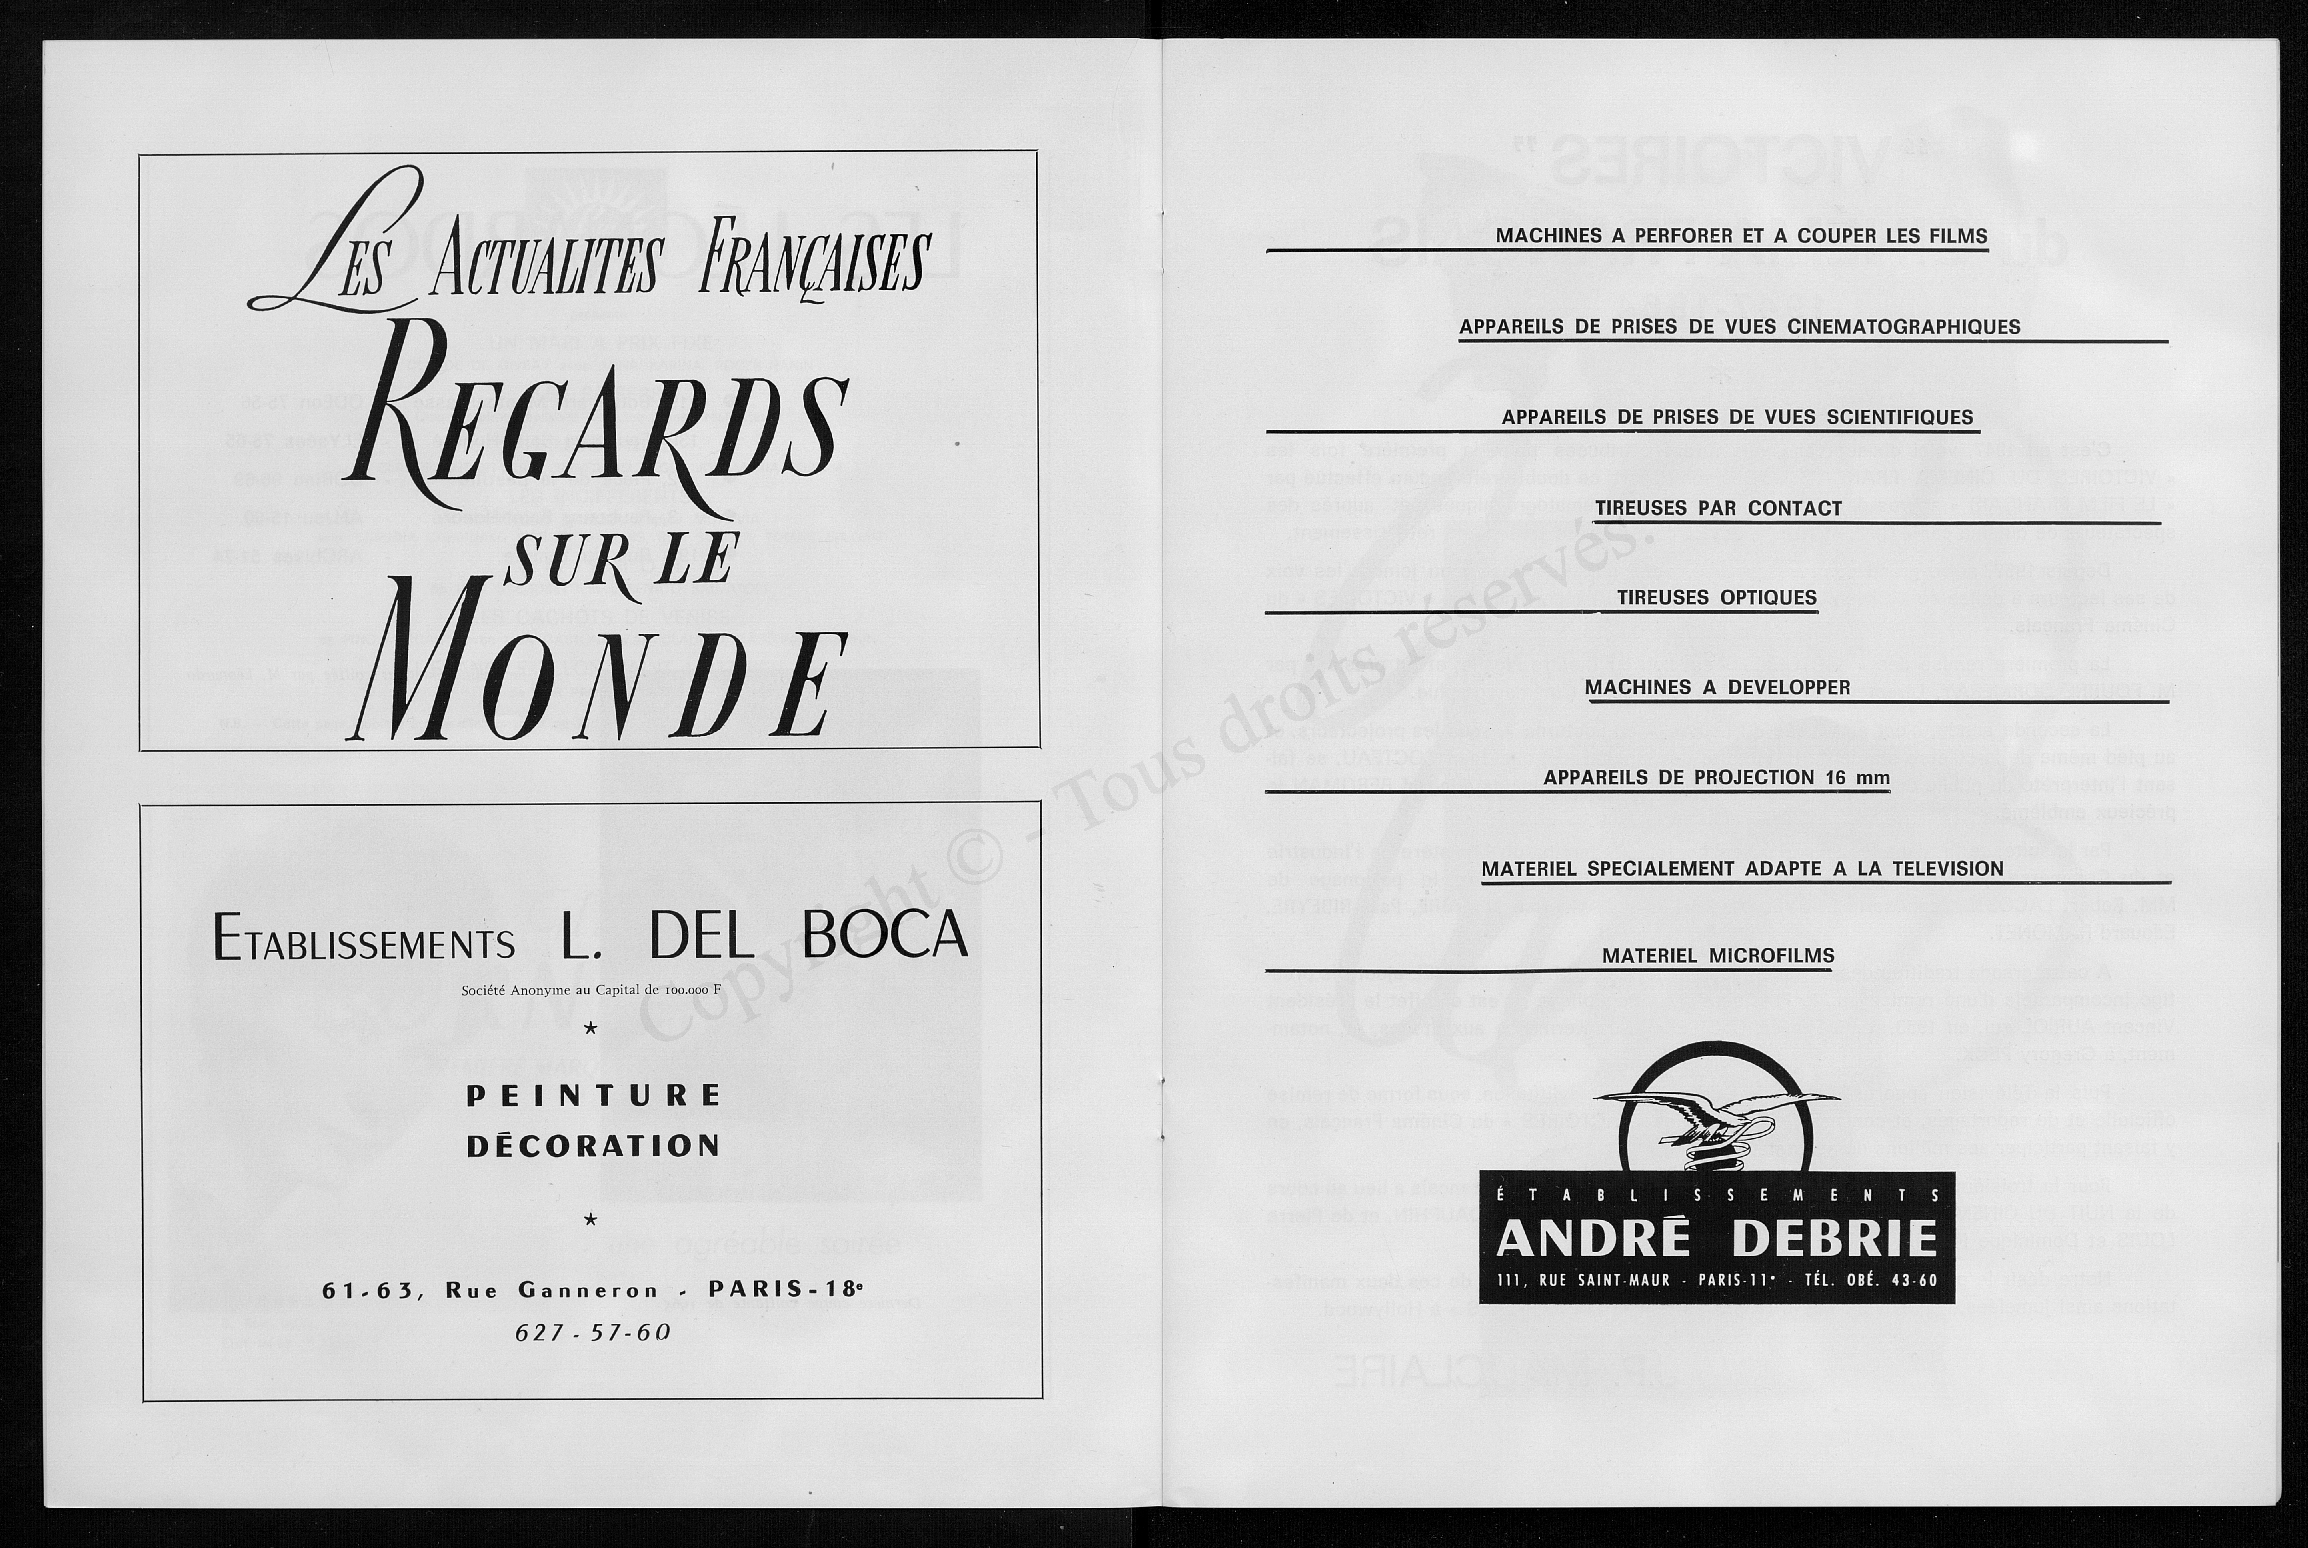 LES ACTUALITES FRANÇAISES
REGARDS
SUR LE
MONDE
ETABLISSEMENTS L. DEL BOCA
Société Anonyme au Capital de 100.000 F
★
PEINTURE
DÉCORATION
★
61-63, Rue Ganneron - PARIS-18e
627-57-60
MACHINES A PERFORER ET A COUPER LES FILMS
APPAREILS DE PRISES DE VUES CINEMATOGRAPHIQUES
APPAREILS DE PRISES DE VUES SCIENTIFIQUES
TIREUSES PAR CONTACT
TIREUSES OPTIQUES
MACHINES A DEVELOPPER
APPAREILS DE PROJECTION 16 mm
MATERIEL SPECIALEMENT ADAPTE A LA TELEVISION
MATERIEL MICROFILMS
ÉTABLISSEMENTS
ANDRÉ DEBRIE
111, RUE SAINT-MAUR - PARIS-11e - TÉL. OBÉ. 43-60
Copyright © - Tous droits réservés.